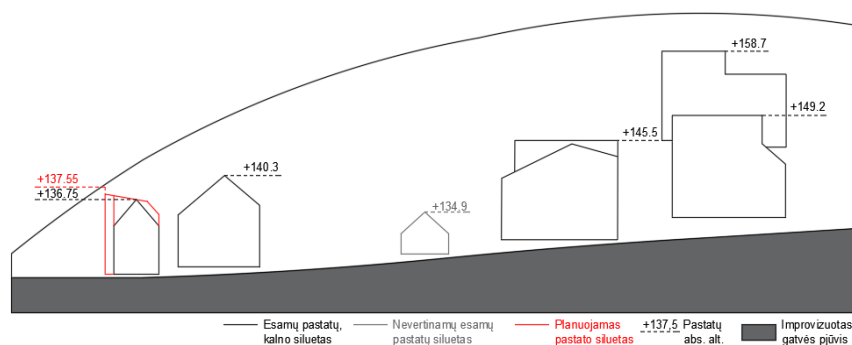 +158.7
+149.2
+145.5
+140.3
+137.55
+136.75
+134,9
Esamų pastatų,
kalno siluetas
Nevertinamų esamų
pastatų siluetas
Planuojamas
pastato siluetas
+137,5 Pastatų
abs. alt.
Improvizuotas
gatvės pjūvis